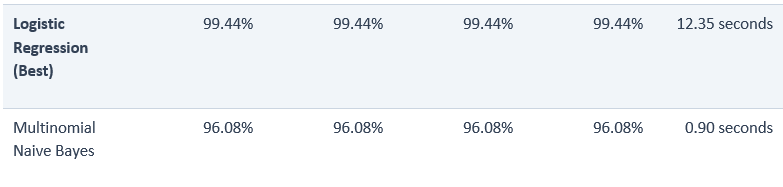 Logistic 99.44% 99.44% 99.44% 99.44% 12.35 seconds
Regression
(Best)
Multinomial 96.08% 96.08% 96.08% 96.08% 0.90 seconds
Naive Bayes